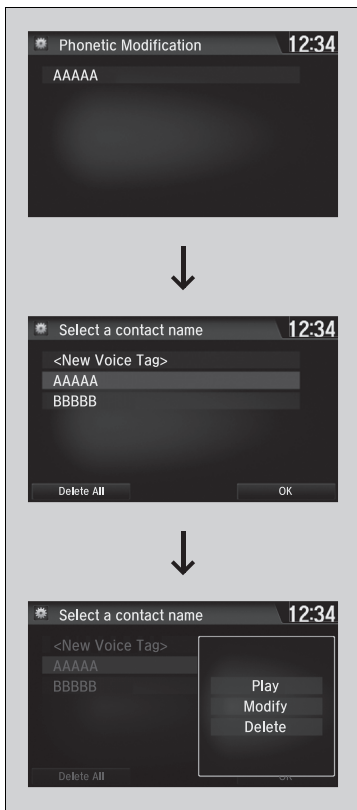 Phonetic Modification 12:34
AAAAA
Select a contact name 12:34
<New Voice Tag>
AAAAA
BBBBB
Delete All OK
Select a contact name 12:34
<New Voice Tag>
AAAAA
BBBBB
Play
Modify
Delete
Delete All